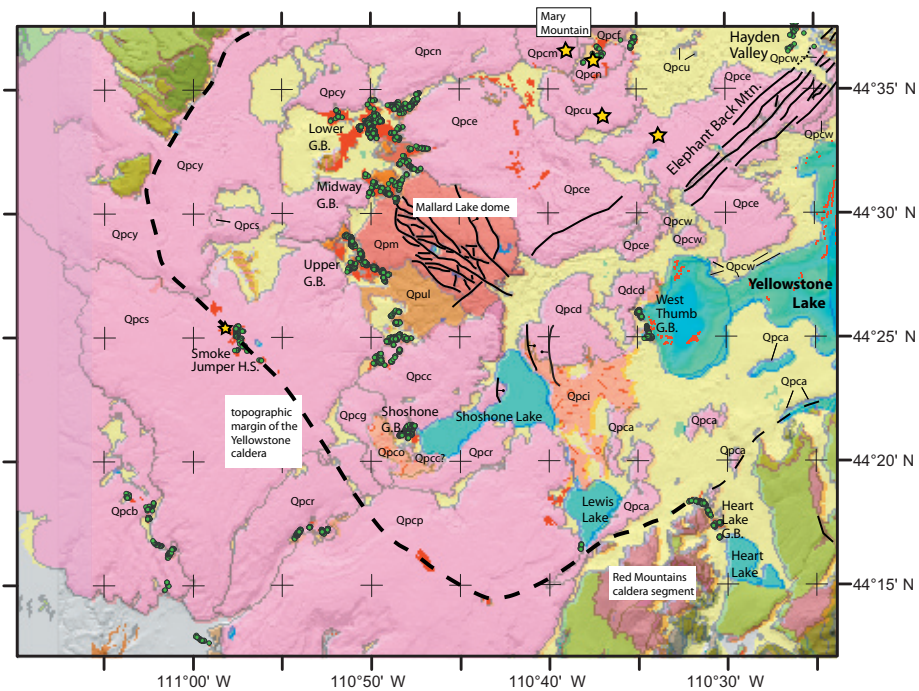 Mary
Mountain
Hayden
Valley
Qpcn
Qpcm
Qpcf
Qpcn
Qpcu
Qpcw
Qpce
Qpcy
Qpcu
Qpce
44°35'
Lower
G.B.
Elephant Back Mtn.
Qpcw
Qpcy
Midway
G.B.
Mallard Lake dome
Qpce
Qpce
44°30'
Qpcs
Qpcy
Qpm
Qpcw
Qpce
Qpcw
Upper
G.B.
Qpcw
Qpul
Qdcd
West
Thumb
G.B.
Yellowstone
Lake
Qpcd
Qpcs
44°25'
Smoke
Jumper H.S.
Qpca
Qpcc
Qpca
Qpci
topographic
margin of the
Yellowstone
caldera
Qpcg
Shoshone
G.B.
Shoshone Lake
Qpca
Qpca
Qpco
Qpcc?
Qpcr
Qpca
44°20'
Qpcb
Qpcr
Qpcp
Lewis
Lake
Qpca
Heart
Lake
G.B.
Heart
Lake
Red Mountains
caldera segment
44°15'
111°00' W
110°50' W
110°40' W
110°30' W